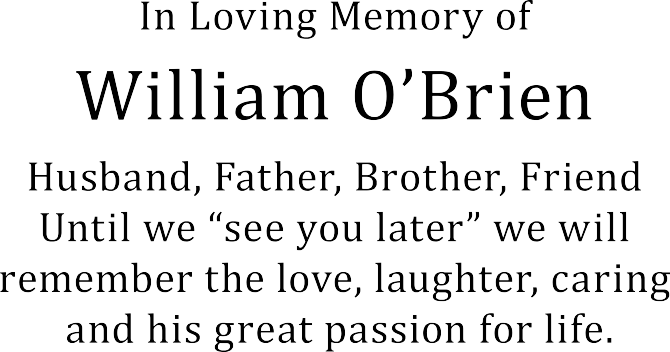 In Loving Memory of
William O’Brien
Husband, Father, Brother, Friend
Until we “see you later” we will
remember the love, laughter, caring
and his great passion for life.